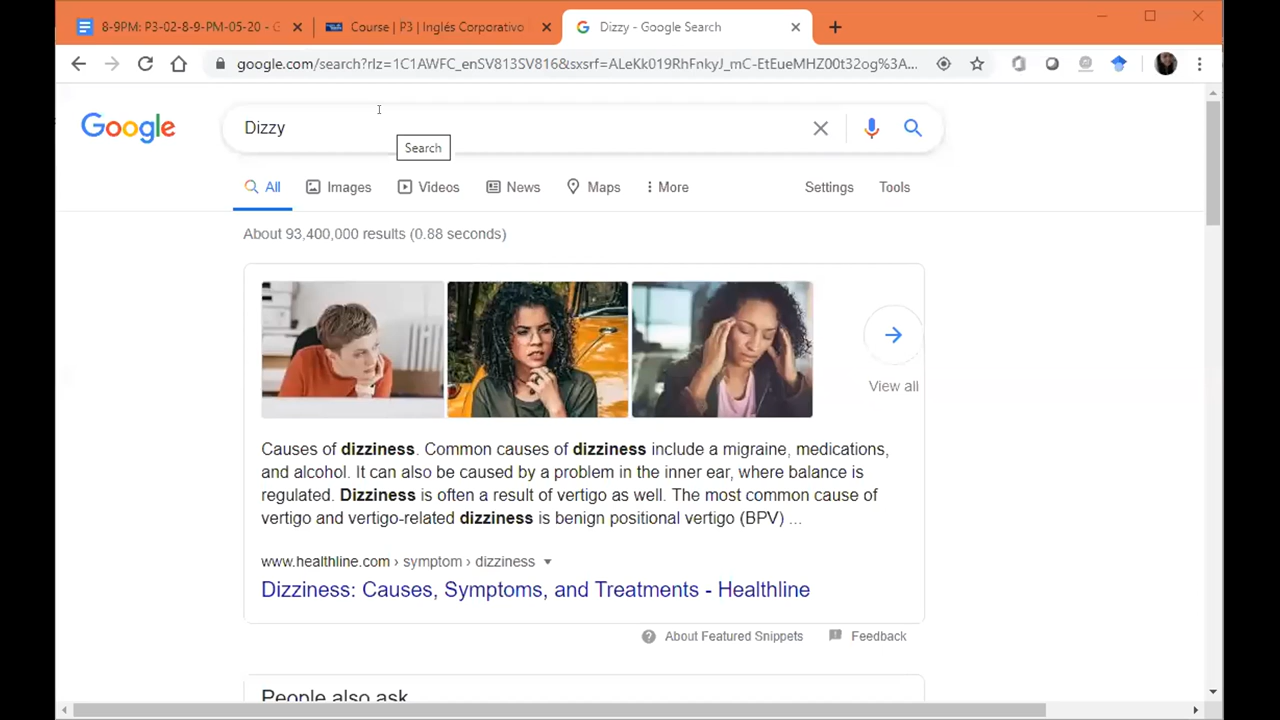 8-9PM: P3-02-8-9-PM-05-20 - G
Course | P3 | Inglés Corporativo
Dizzy - Google Search
google.com/search?rlz=1C1AWFC_enSV813SV816&sxsrf=ALeKk019RhFnkyJ_mC-EtEueMHZ00t32og%3A...
Google
Dizzy
Search
All
Images
Videos
News
Maps
More
Settings
Tools
About 93,400,000 results (0.88 seconds)
View all
Causes of dizziness. Common causes of dizziness include a migraine, medications,
and alcohol. It can also be caused by a problem in the inner ear, where balance is
regulated. Dizziness is often a result of vertigo as well. The most common cause of
vertigo and vertigo-related dizziness is benign positional vertigo (BPV) ...
www.healthline.com › symptom › dizziness
Dizziness: Causes, Symptoms, and Treatments - Healthline
About Featured Snippets
Feedback
People also ask